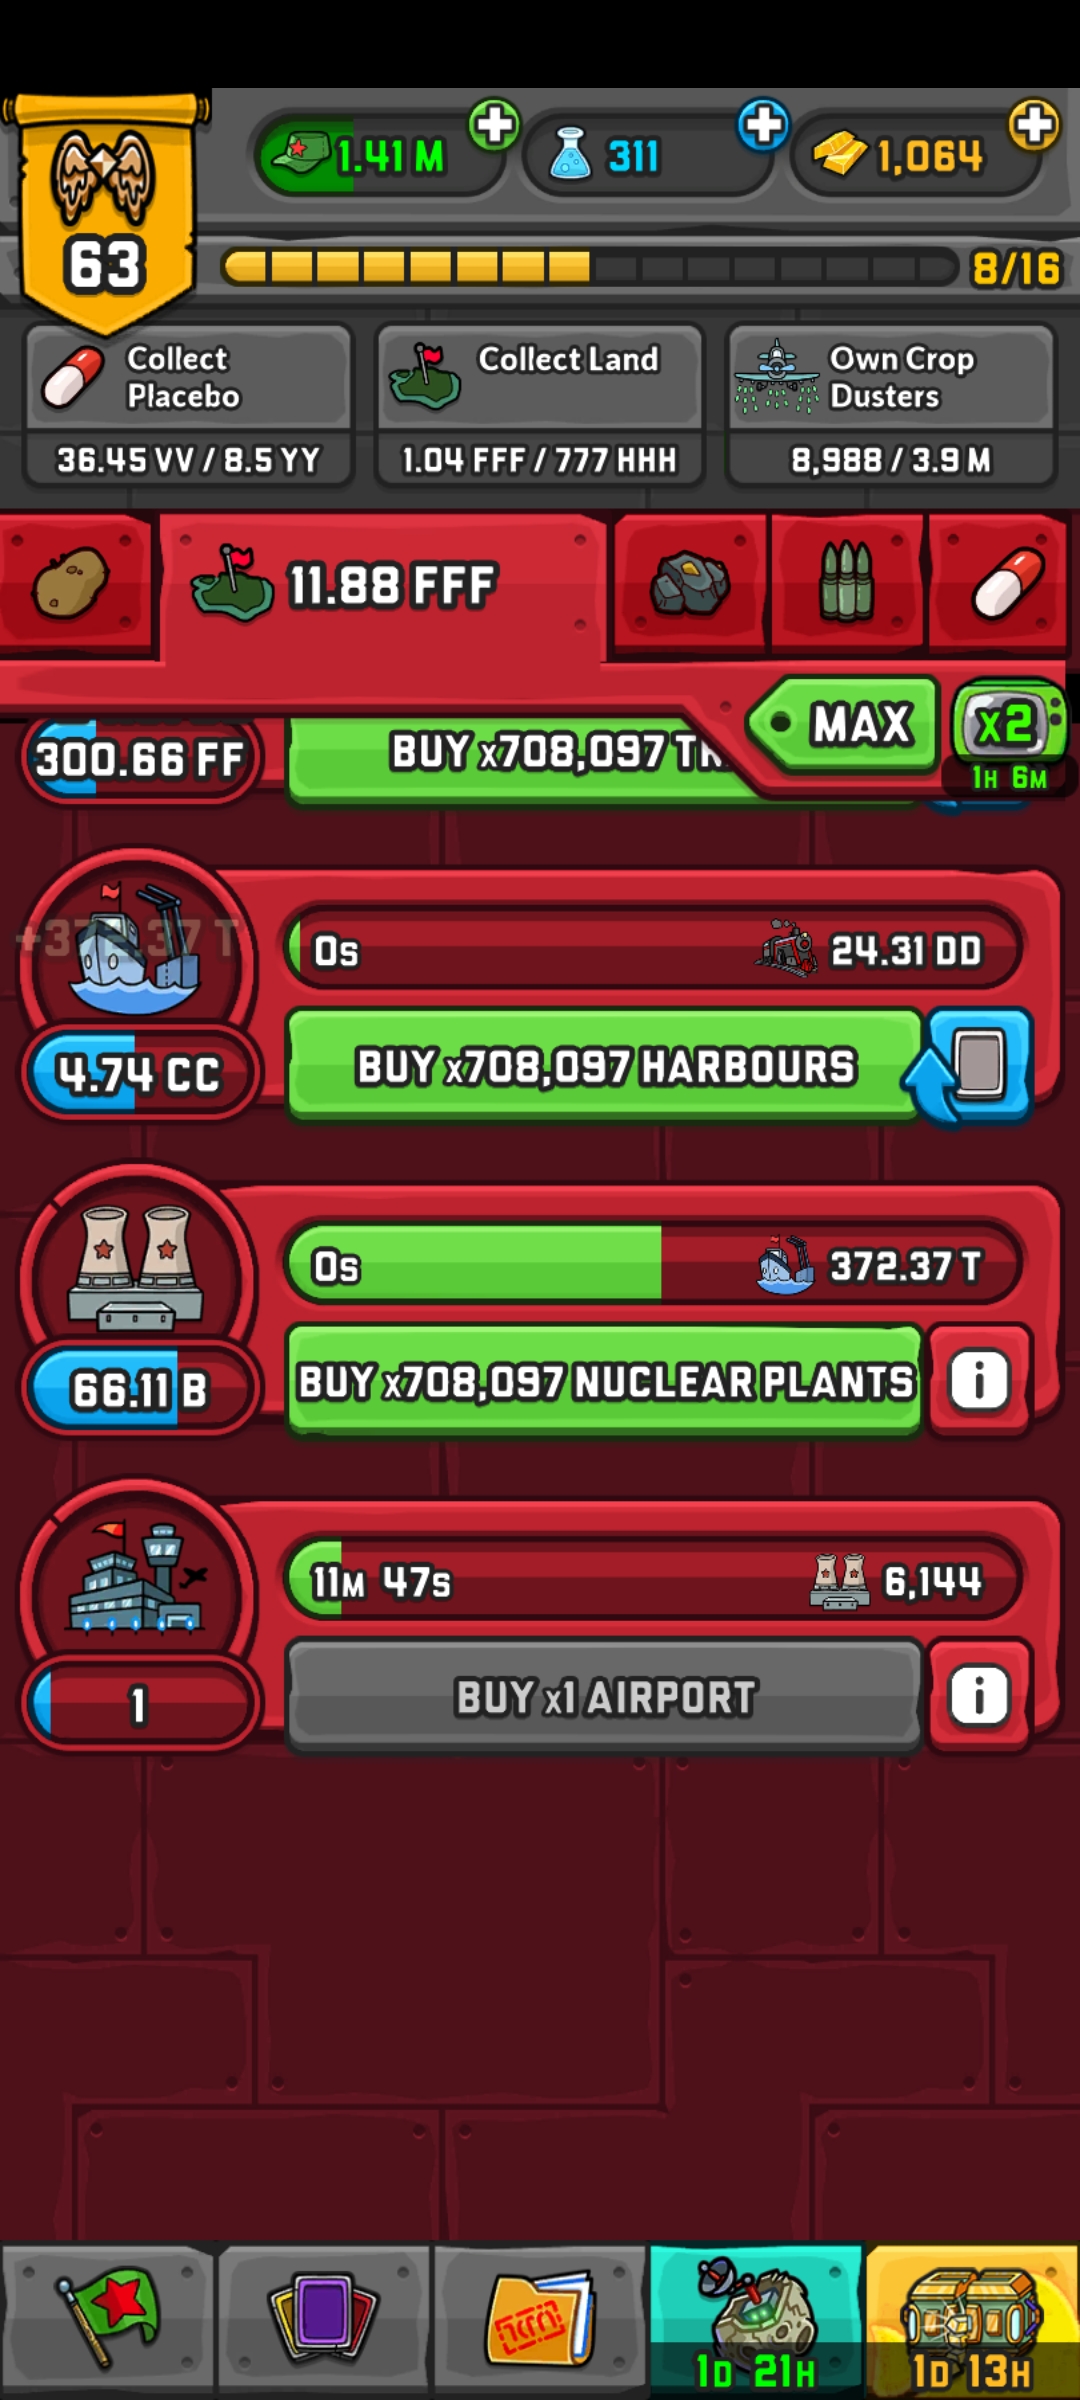 1.41 M
311
1,064
63
8/16
Collect
Placebo
36.45 VV / 8.5 YY
Collect Land
1.04 FFF / 777 HHH
Own Crop
Dusters
8,988 / 3.9 M
11.88 FFF
MAX
x2
1H 6M
300.66 FF
BUY x708,097 TR
+372.37 T
0s
24.31 DD
4.74 CC
BUY x708,097 HARBOURS
0s
372.37 T
66.11 B
BUY x708,097 NUCLEAR PLANTS
i
11M 47s
6,144
1
BUY x1 AIRPORT
i
1D 21H
1D 13H